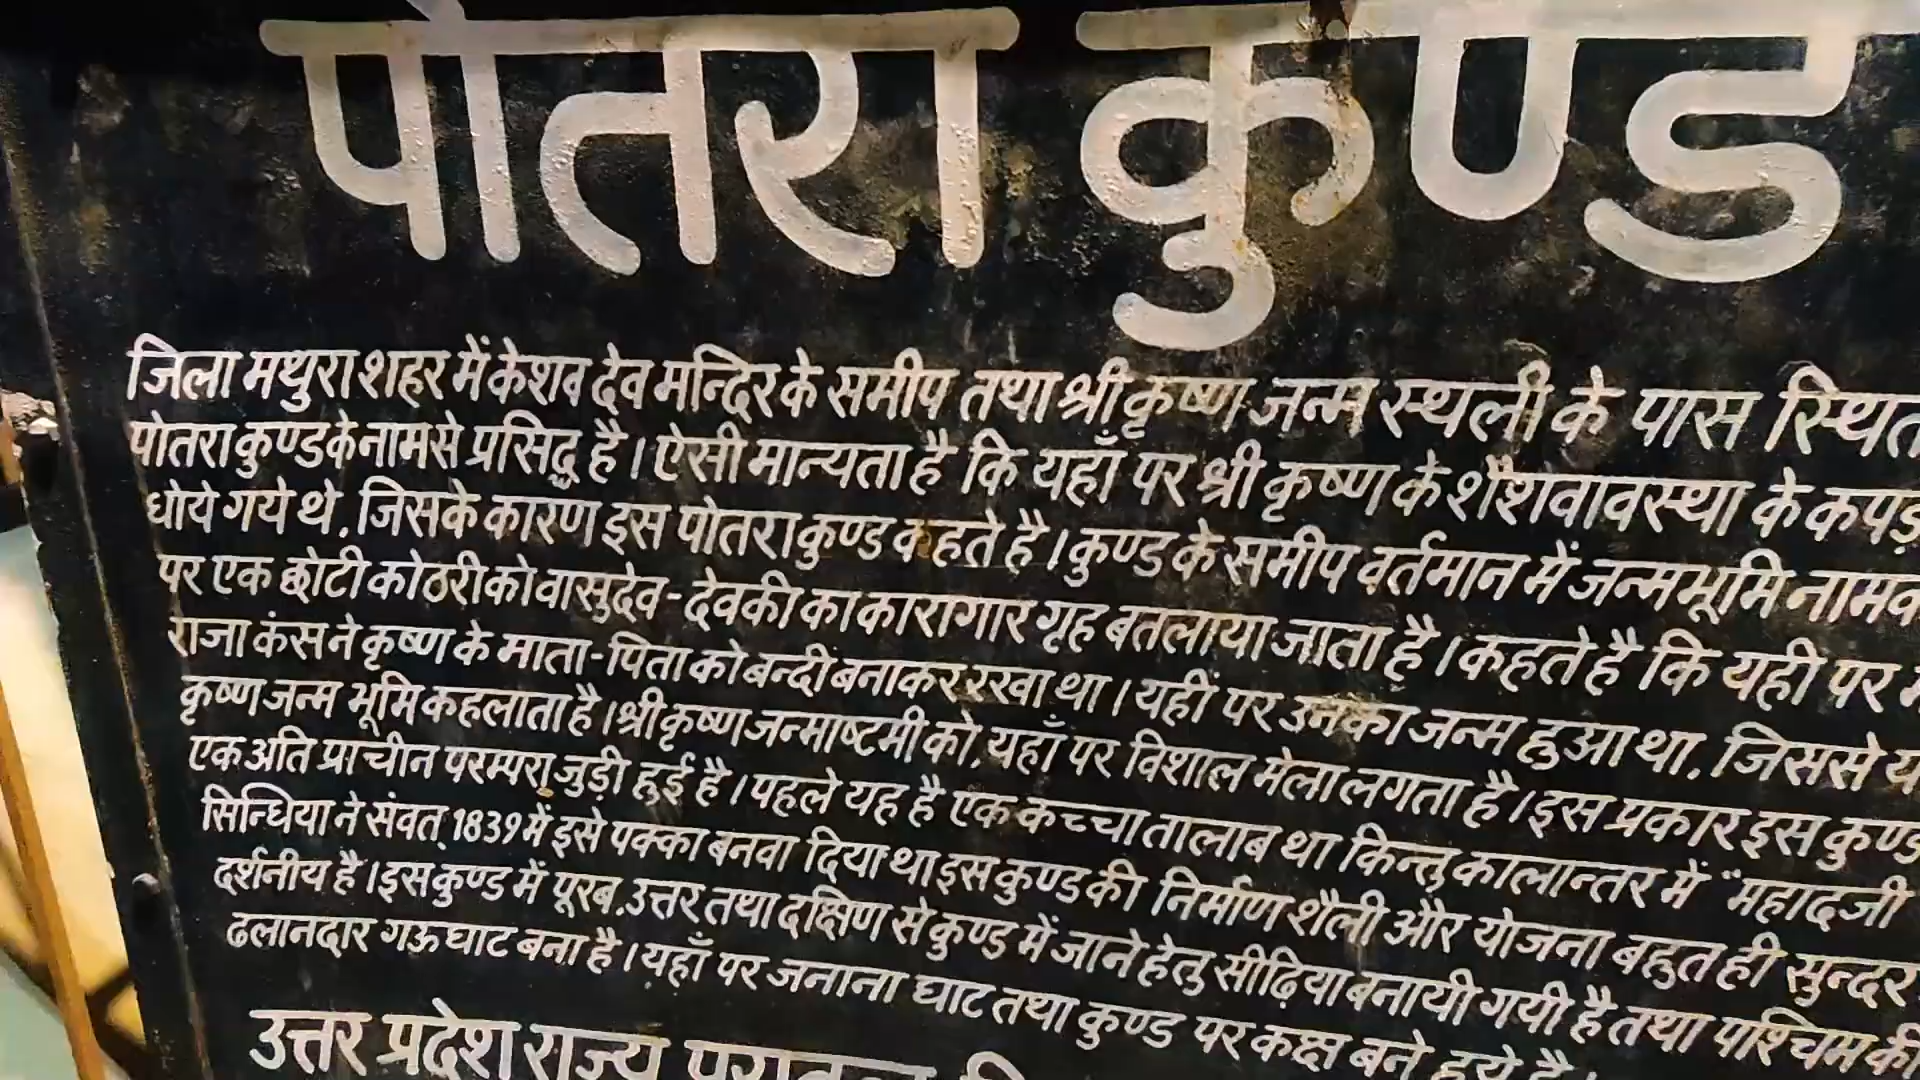 पोतरा कुण्ड
जिला मथुरा शहर में केशव देव मन्दिर के समीप तथा श्री कृष्ण जन्म स्थली के पास स्थित
पोतरा कुण्ड के नाम से प्रसिद्ध है । ऐसी मान्यता है कि यहाँ पर श्री कृष्ण के शैशवावस्था के
धोये गये थे, जिसके कारण इस पोतरा कुण्ड कहते है । कुण्ड के समीप वर्तमान में जन्मभूमि
पर एक छोटी कोठरी को वासुदेव-देवकी का कारागार गृह बतलाया जाता है । कहते है कि यही पर
राजा कंस ने कृष्ण के माता-पिता को बन्दी बनाकर रखा था । यहीं पर उनका जन्म हुआ था, जिससे
कृष्ण जन्म भूमि कहलाता है । श्री कृष्ण जन्माष्टमी को, यहाँ पर विशाल मेला लगता है । इस प्रकार इस कुण्ड
एक अति प्राचीन परम्परा जुड़ी हुई है । पहले यह है एक कच्चा तालाब था किन्तु कालान्तर में "महादजी
सिन्धिया ने संवत् 1839 में इसे पक्का बनवा दिया था इस कुण्ड की निर्माण शैली और योजना बहुत ही सुन्दर
दर्शनीय है । इस कुण्ड में पूरब, उत्तर तथा दक्षिण से कुण्ड में जाने हेतु सीढ़िया बनायी गयी है तथा पश्चिम की
ढलानदार गऊ घाट बना है । यहाँ पर जनाना घाट तथा कुण्ड पर कक्ष बने हुये है ।
उत्तर प्रदेश राज्य